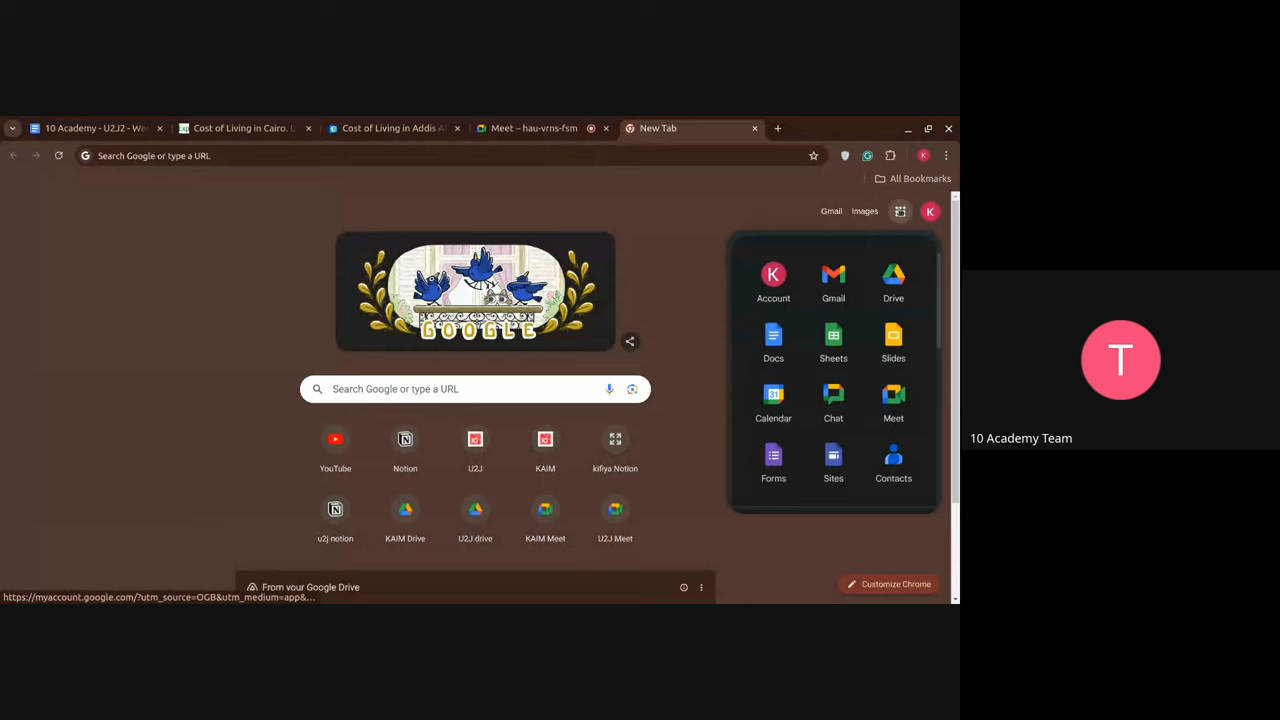 10 Academy - U2J2 - We
Cost of Living in Cairo. U
Cost of Living in Addis A
Meet – hau-vrns-fsm
New Tab
G Search Google or type a URL
K
All Bookmarks
Gmail Images K
GOOGLE
K
Account Gmail Drive
Docs Sheets Slides
31
Calendar Chat Meet
Forms Sites Contacts
Search Google or type a URL
YouTube Notion U2J KAIM kifiya Notion
u2j notion KAIM Drive U2J drive KAIM Meet U2J Meet
From your Google Drive
Customize Chrome
https://myaccount.google.com/?utm_source=OGB&utm_medium=app&...
T
10 Academy Team